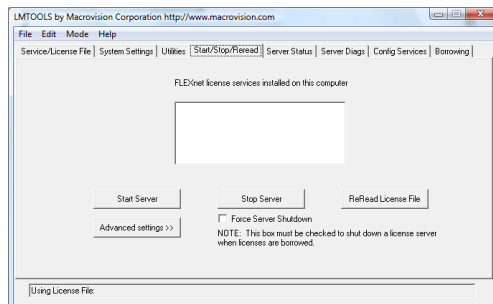 LMTOOLS by Macrovision Corporation http://www.macrovision.com
File Edit Mode Help
Service/License File System Settings Utilities Start/Stop/Reread Server Status Server Diags Config Services Borrowing
FLEXnet license services installed on this computer
Start Server Stop Server ReRead License File
Advanced settings >> Force Server Shutdown
NOTE: This box must be checked to shut down a license server
when licenses are borrowed.
Using License File: